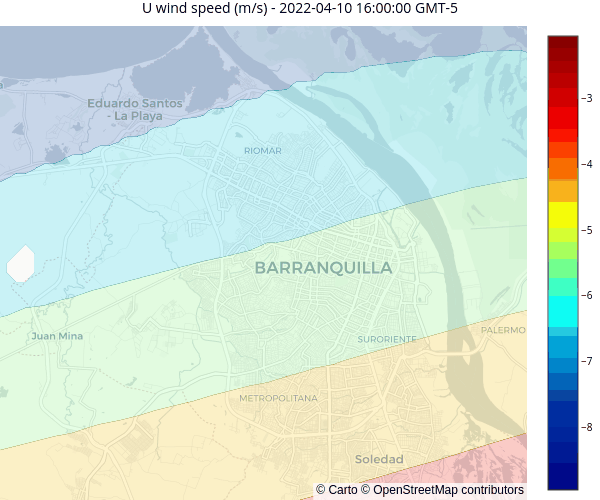 U wind speed (m/s) - 2022-04-10 16:00:00 GMT-5
Eduardo Santos
- La Playa
RIOMAR
BARRANQUILLA
Juan Mina
SURORIENTE
PALERMO
METROPOLITANA
Soledad
© Carto © OpenStreetMap contributors
−3
−4
−5
−6
−7
−8